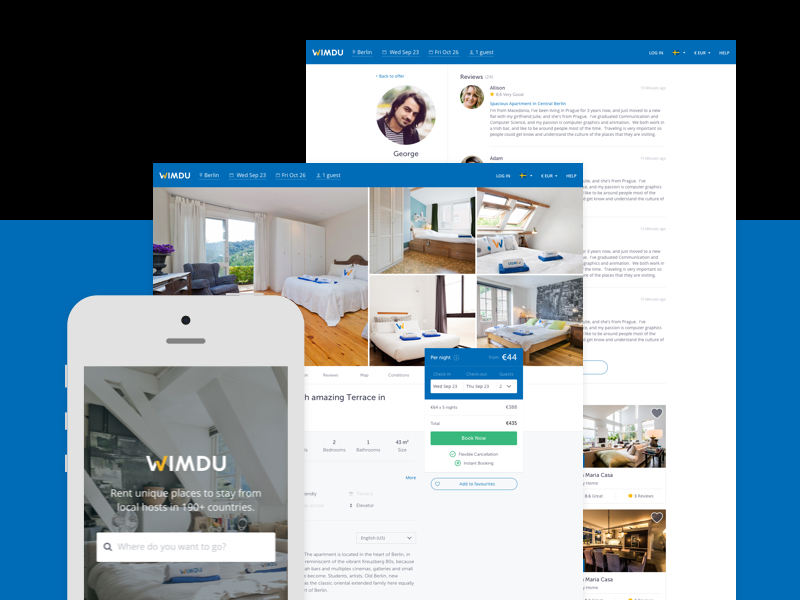 WIMDU Berlin Wed Sep 23 Fri Oct 26 1 guest LOG IN € EUR HELP
‹ Back to offer
George
Reviews (24)
Allison
8.6 Very Good
Spacious Apartment in Central Berlin
I'm from Macedonia, I've been living in Prague for 3 years now, and just moved to a new
flat with my girlfriend Julie, and she's from Prague. I've graduated Communication and
Computer Science, and my passion is computer graphics and animation. We both work in
a Irish bar, and like to be around people most of the time. Traveling is very important so
people could get know and understand the culture of places that they are visiting.
Adam
WIMDU Berlin Wed Sep 23 Fri Oct 26 1 guest LOG IN € EUR HELP
Per night from €44
Check-in Check-out Guests
Wed Sep 23 Thu Sep 23 2
€64 x 5 nights €388
Total €435
Book Now
Flexible Cancellation
Instant Booking
Add to favourites
Reviews Map Conditions
h amazing Terrace in
2 1 43 m²
Bedrooms Bathrooms Size
More
endly Terrace
Elevator
English (US)
The apartment is located in the heart of Berlin, in
reminiscent of the vibrant Kreuzberg 80s, because
ish bars and multiplex cinemas, galleries and small
e become. Students, artists, Old Berlin, new
as the classic oriental extended family here equally
t of Berlin.
Maria Casa
y Home
8.6 Great 8 Reviews
Maria Casa
y Home
WIMDU
Rent unique places to stay from
local hosts in 190+ countries.
Where do you want to go?